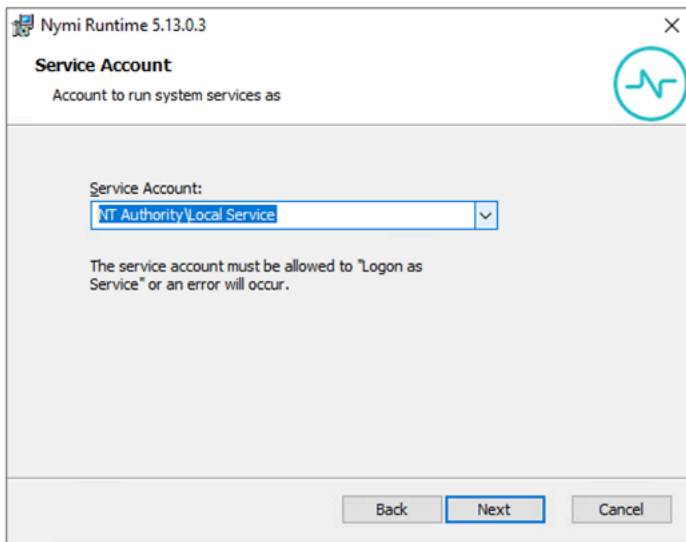 Nymi Runtime 5.13.0.3
Service Account
Account to run system services as
Service Account:
NT Authority\Local Service
The service account must be allowed to "Logon as
Service" or an error will occur.
Back
Next
Cancel